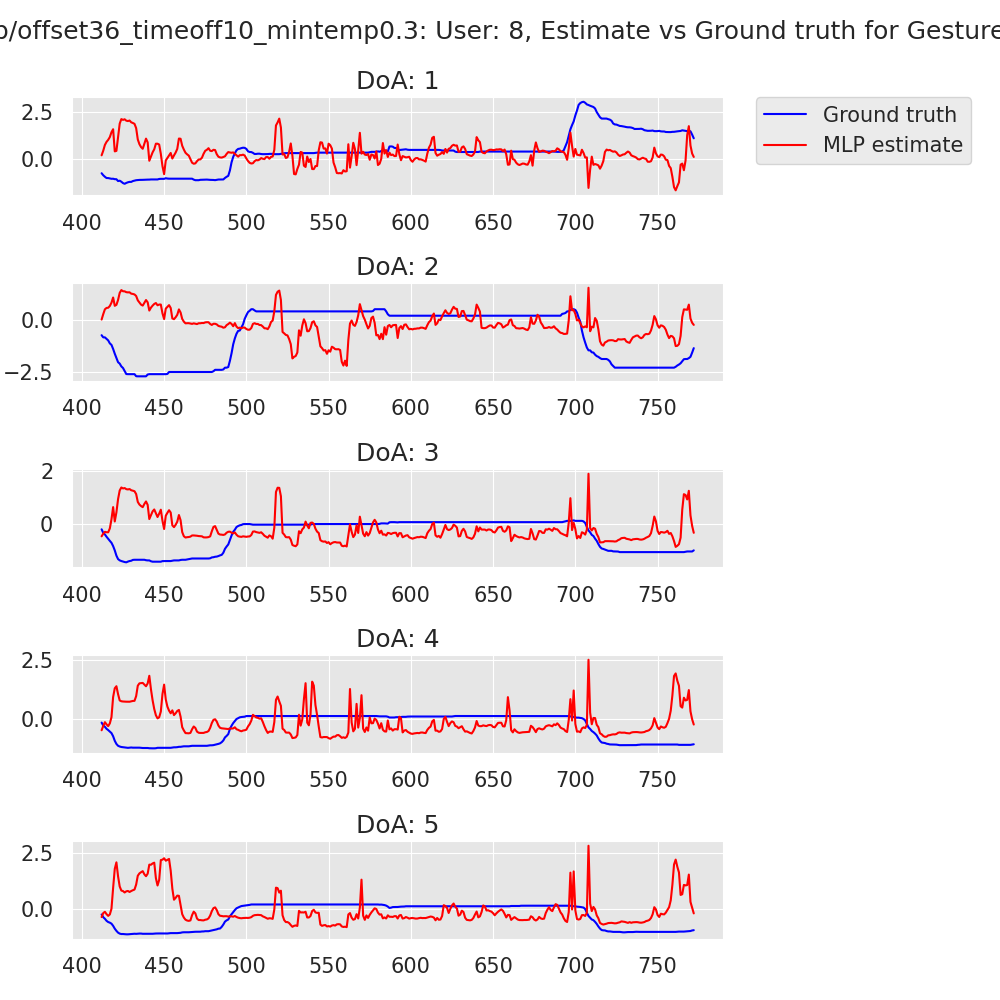 o/offset36_timeoff10_mintemp0.3: User: 8, Estimate vs Ground truth for Gesture
DoA: 1
2.5
0.0
400 450 500 550 600 650 700 750
Ground truth
MLP estimate
DoA: 2
0.0
−2.5
400 450 500 550 600 650 700 750
DoA: 3
2
0
400 450 500 550 600 650 700 750
DoA: 4
2.5
0.0
400 450 500 550 600 650 700 750
DoA: 5
2.5
0.0
400 450 500 550 600 650 700 750